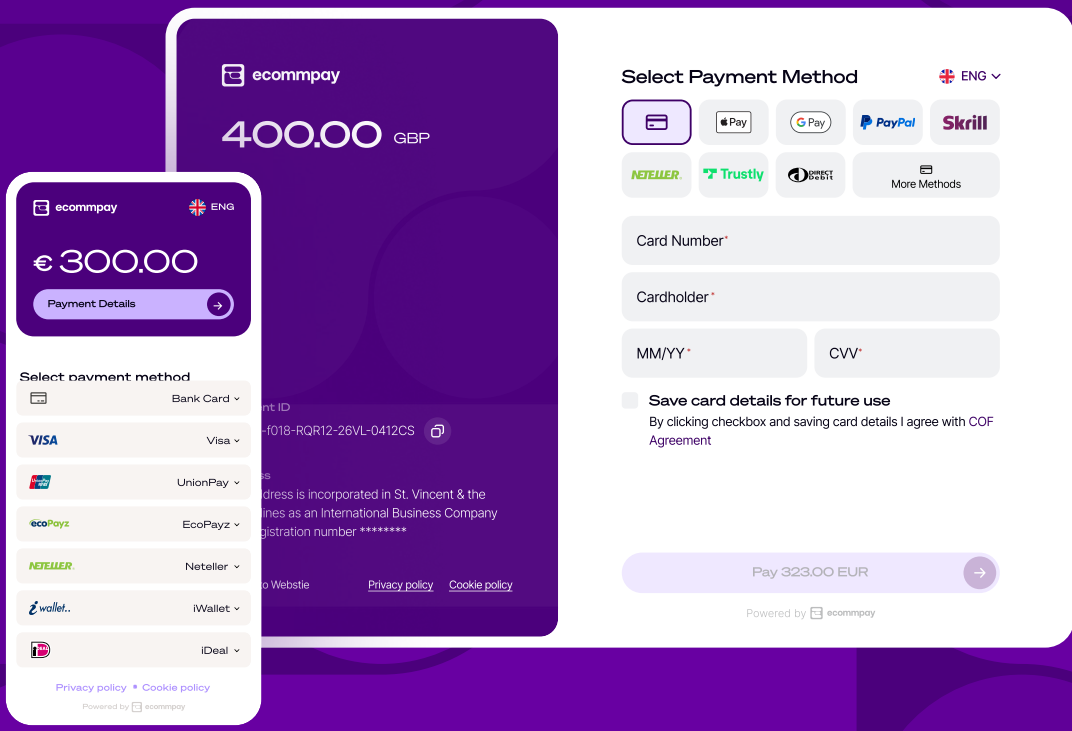 ecommpay
400.00 GBP
ent ID
-f018-RQR12-26VL-0412CS
ss
dress is incorporated in St. Vincent & the
lines as an International Business Company
gistration number ********
o Webstie
Privacy policy
Cookie policy
Select Payment Method
ENG
Pay
G Pay
PayPal
Skrill
NETELLER
Trustly
DIRECT
Debit
More Methods
Card Number*
Cardholder*
MM/YY*
CVV*
Save card details for future use
By clicking checkbox and saving card details I agree with COF
Agreement
Pay 323.00 EUR
Powered by ecommpay
ecommpay
ENG
€ 300.00
Payment Details
Select payment method
Bank Card
VISA
Visa
UnionPay
UnionPay
ecoPayz
EcoPayz
NETELLER
Neteller
iwallet..
iWallet
iDEAL
iDeal
Privacy policy • Cookie policy
Powered by ecommpay